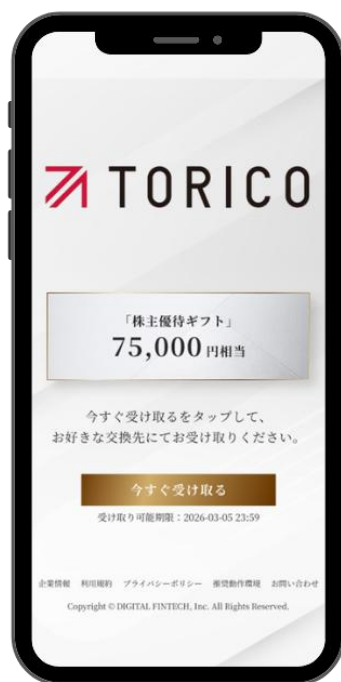 TORICO
「株主優待ギフト」
75,000 円相当
今すぐ受け取るをタップして、
お好きな交換先にてお受け取りください。
今すぐ受け取る
受け取り可能期限：2026-03-05 23:59
企業情報 利用規約 プライバシーポリシー 推奨動作環境 お問い合わせ
Copyright © DIGITAL FINTECH, Inc. All Rights Reserved.